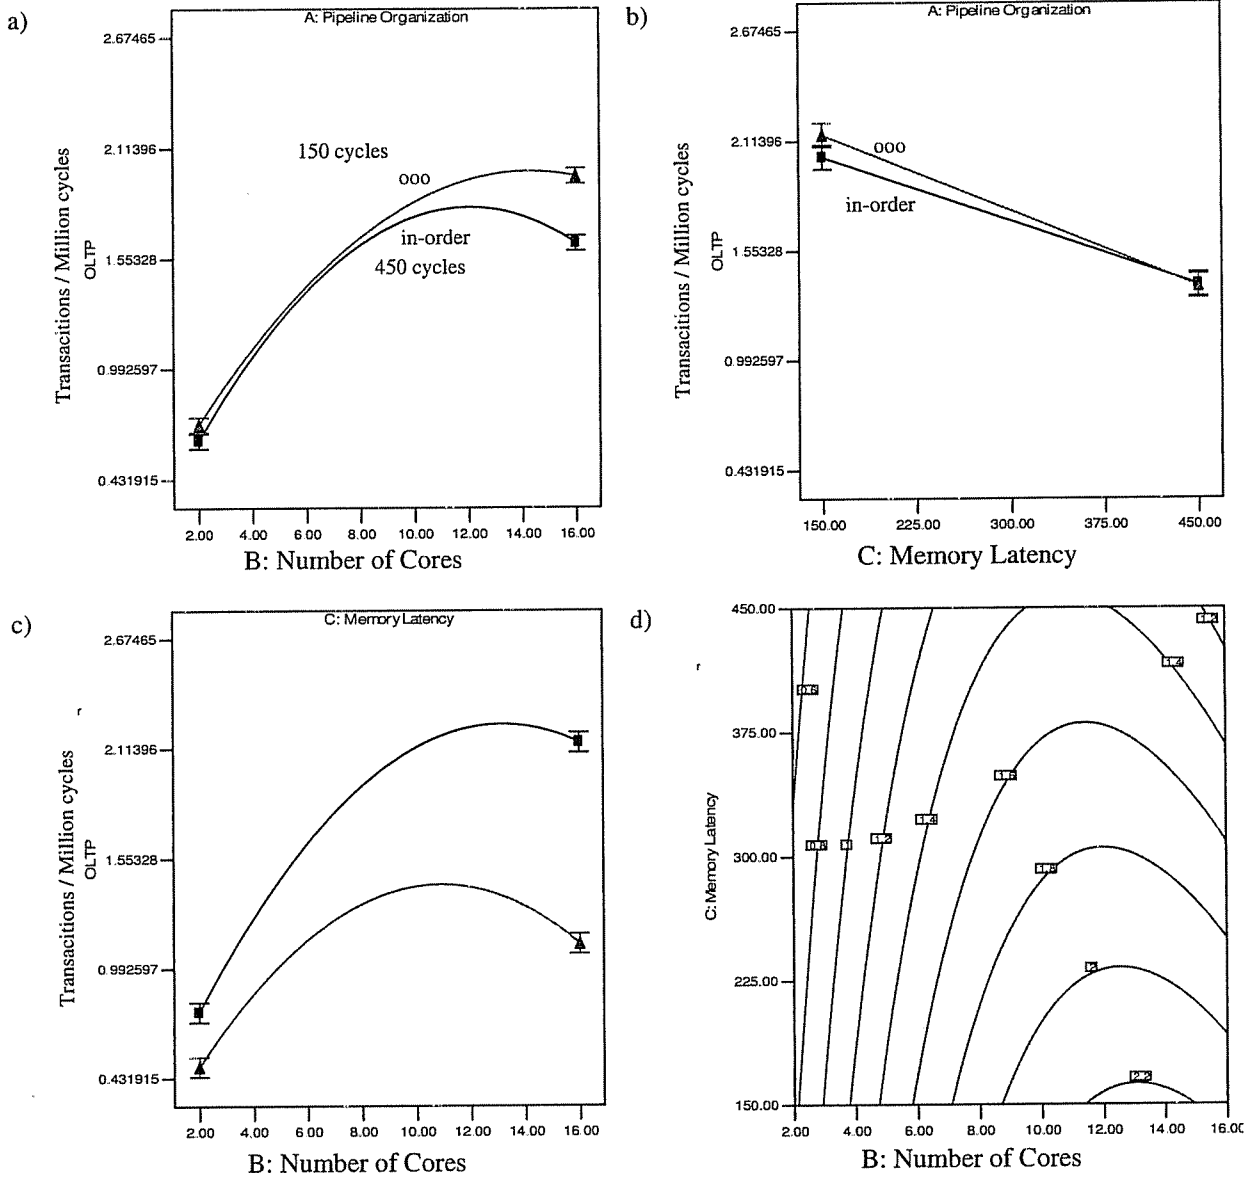 a)
A: Pipeline Organization
2.67465
2.11396
1.55328
0.992597
0.431915
Transacitions / Million cycles
OLTP
150 cycles
ooo
in-order
450 cycles
2.00 4.00 6.00 8.00 10.00 12.00 14.00 16.00
B: Number of Cores
b)
A: Pipeline Organization
2.67465
2.11396
1.55328
0.992597
0.431915
Transacitions / Million cycles
OLTP
ooo
in-order
150.00 225.00 300.00 375.00 450.00
C: Memory Latency
c)
C: Memory Latency
2.67465
2.11396
1.55328
0.992597
0.431915
r
Transacitions / Million cycles
OLTP
2.00 4.00 6.00 8.00 10.00 12.00 14.00 16.00
B: Number of Cores
d)
r
450.00
375.00
300.00
225.00
150.00
C: Memory Latency
1.2
1.4
0.6
1.6
1.4
1.2
0.8
1.8
2
2.2
2.00 4.00 6.00 8.00 10.00 12.00 14.00 16.00
B: Number of Cores